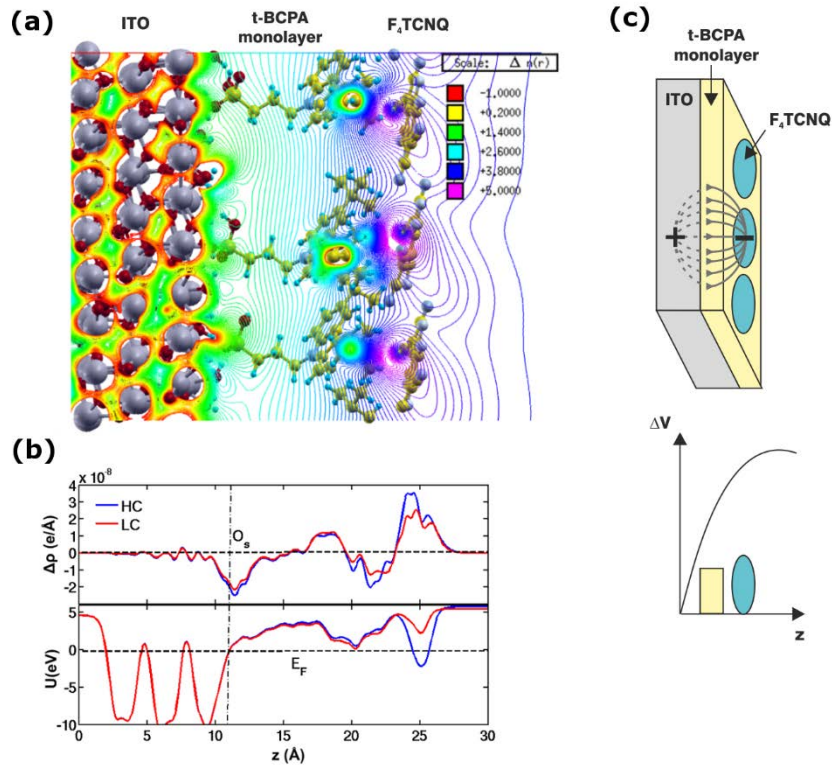 (a)
ITO
t-BCPA
monolayer
F₄TCNQ
Scale: Δ n(r)
-1.0000
+0.2000
+1.4000
+2.6000
+3.8000
+5.0000
(b)
x 10⁻⁸
4
3
2
1
0
-1
-2
Δρ (e/Å)
HC
LC
Oₛ
5
0
-5
-10
U(eV)
E_F
0 5 10 15 20 25 30
z (Å)
(c)
t-BCPA
monolayer
ITO
F₄TCNQ
+
−
ΔV
z